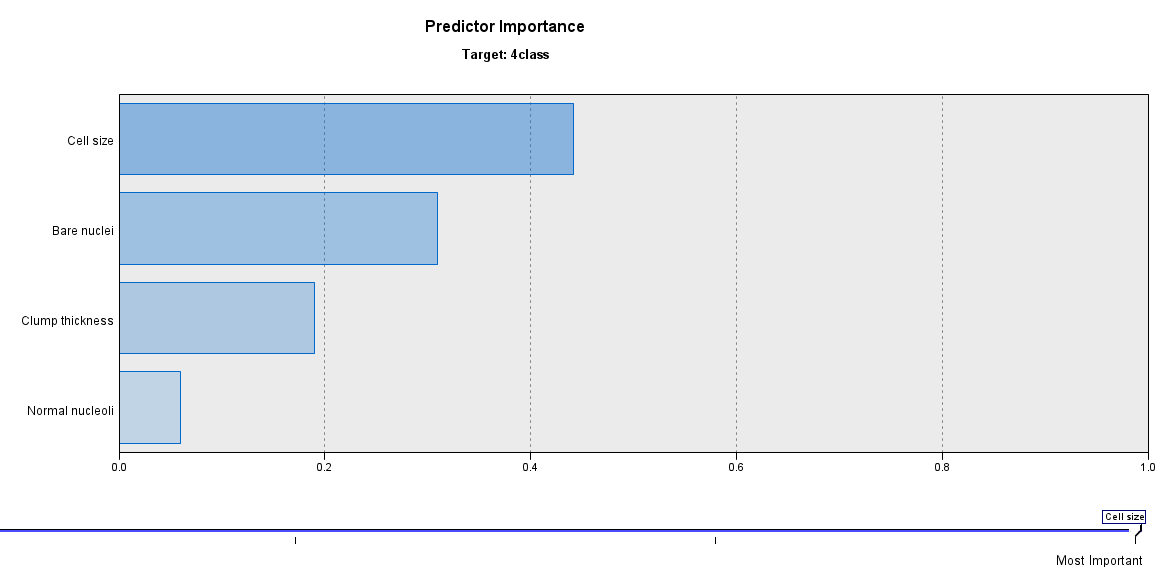 Predictor Importance
Target: 4class
Cell size
Bare nuclei
Clump thickness
Normal nucleoli
0.0 0.2 0.4 0.6 0.8 1.0
Cell size
Most Important